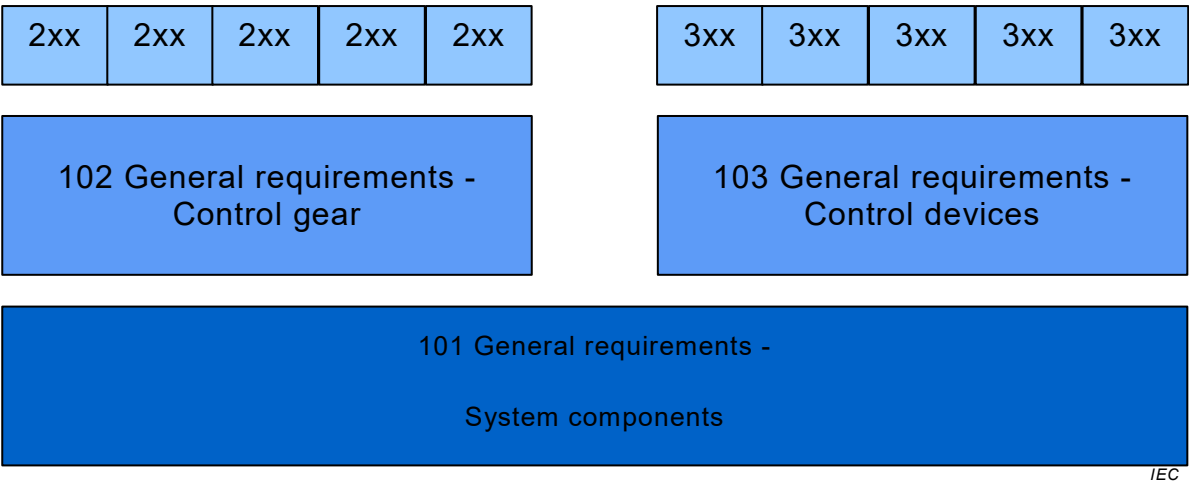 2xx 2xx 2xx 2xx 2xx 3xx 3xx 3xx 3xx 3xx
102 General requirements -
Control gear
103 General requirements -
Control devices
101 General requirements -
System components
IEC